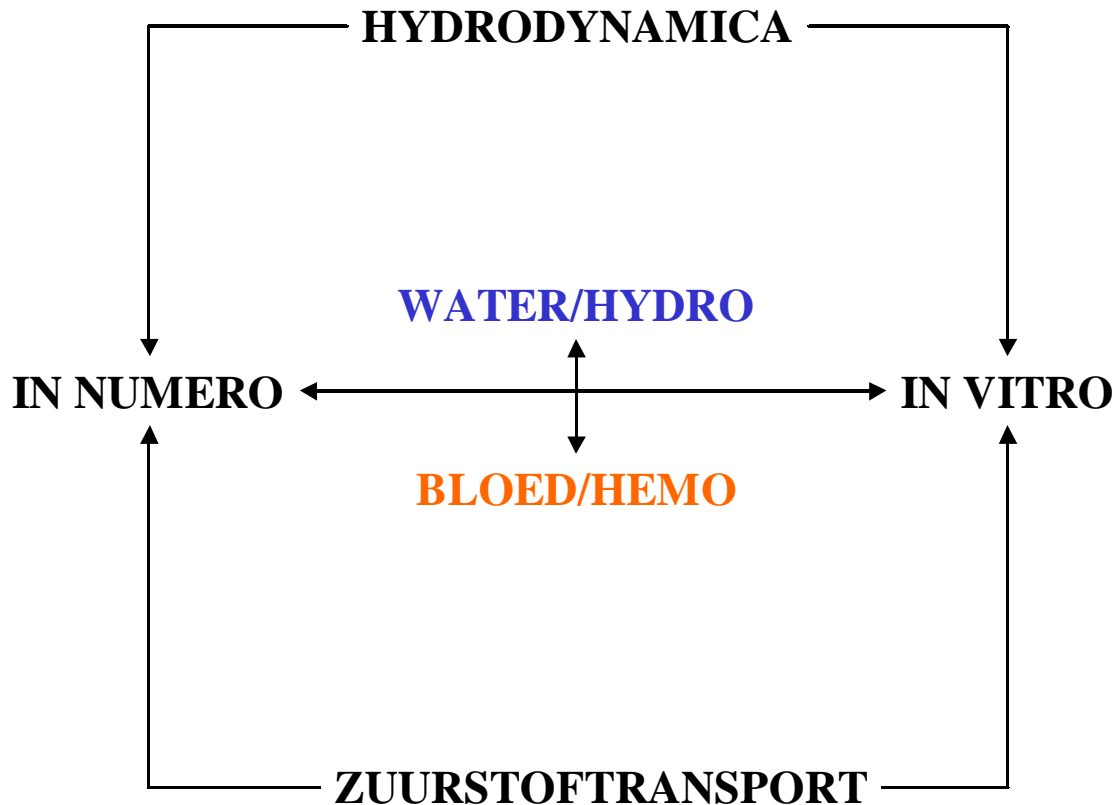 HYDRODYNAMICA
WATER/HYDRO
IN NUMERO
IN VITRO
BLOED/HEMO
ZUURSTOFTRANSPORT